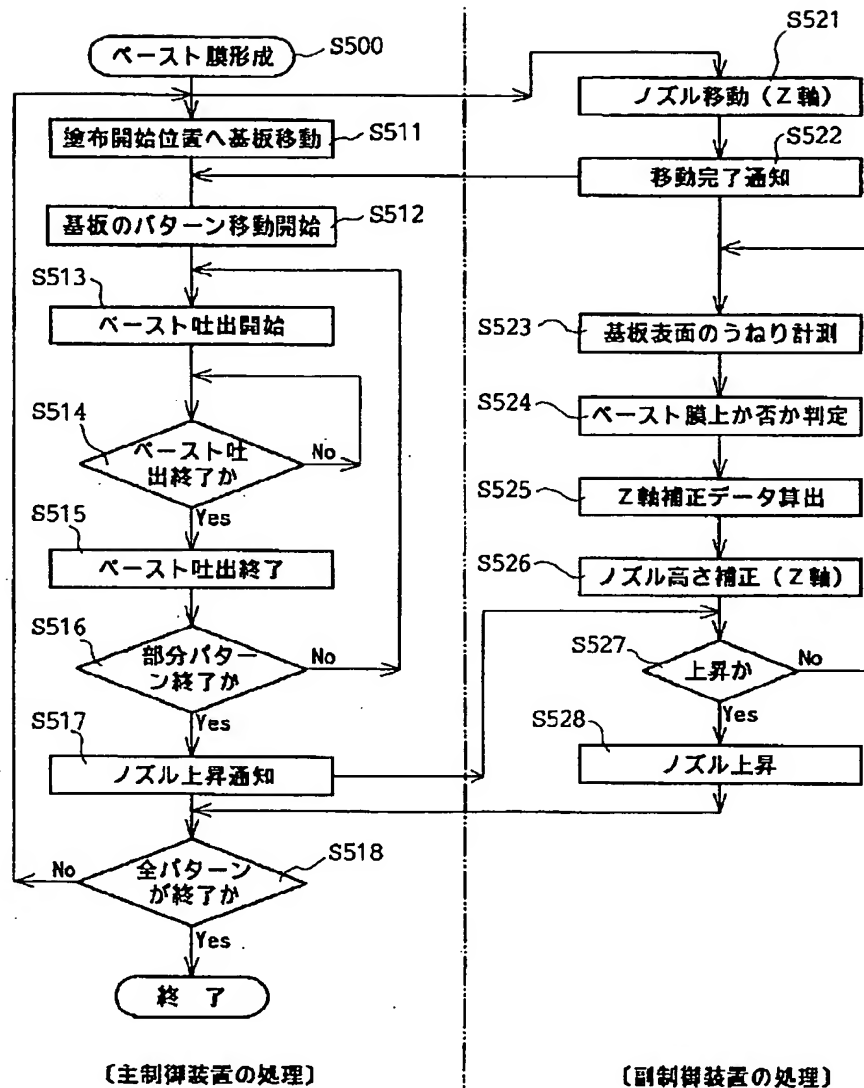 ペースト膜形成
S500
塗布開始位置へ基板移動
S511
基板のパターン移動開始
S512
S513
ペースト吐出開始
S514
ペースト吐
出終了か
No
Yes
S515
ペースト吐出終了
S516
部分パター
ン終了か
No
Yes
S517
ノズル上昇通知
全パターン
が終了か
S518
No
Yes
終 了
〔主制御装置の処理〕
S521
ノズル移動(Z軸)
S522
移動完了通知
S523
基板表面のうねり計測
S524
ペースト膜上か否か判定
S525
Z軸補正データ算出
S526
ノズル高さ補正(Z軸)
S527
上昇か
No
Yes
S528
ノズル上昇
〔副制御装置の処理〕